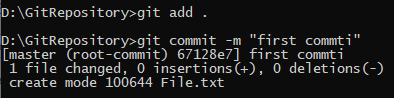 D:\GitRepository>git add .
D:\GitRepository>git commit -m "first commti"
[master (root-commit) 67128e7] first commti
 1 file changed, 0 insertions(+), 0 deletions(-)
 create mode 100644 File.txt